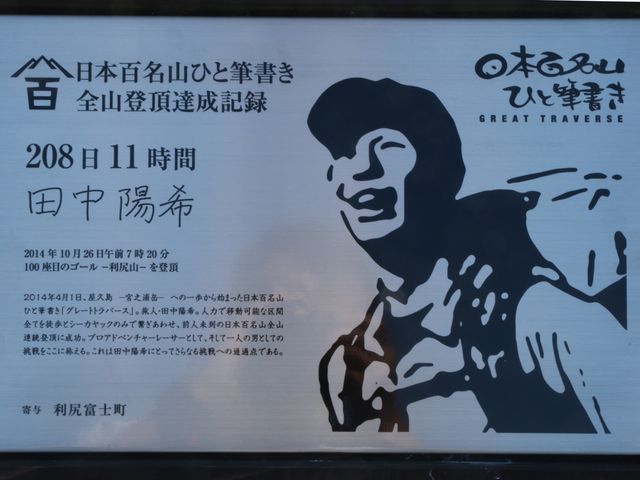 百
日本百名山ひと筆書き
全山登頂達成記録
日本百名山
ひと筆書き
GREAT TRAVERSE
208日11時間
田中陽希
2014年10月26日午前7時20分
100座目のゴール −利尻山− を登頂
2014年4月1日、屋久島 −宮之浦岳− への一歩から始まった日本百名山
ひと筆書き「グレートトラバース」。旅人・田中陽希。人力で移動可能な区間
全てを徒歩とシーカヤックのみで繋ぎあわせ、前人未到の日本百名山全山
連続登頂に成功。プロアドベンチャーレーサーとして、そして一人の男としての
挑戦をここに称える。これは田中陽希にとってさらなる挑戦への通過点である。
寄与 利尻富士町